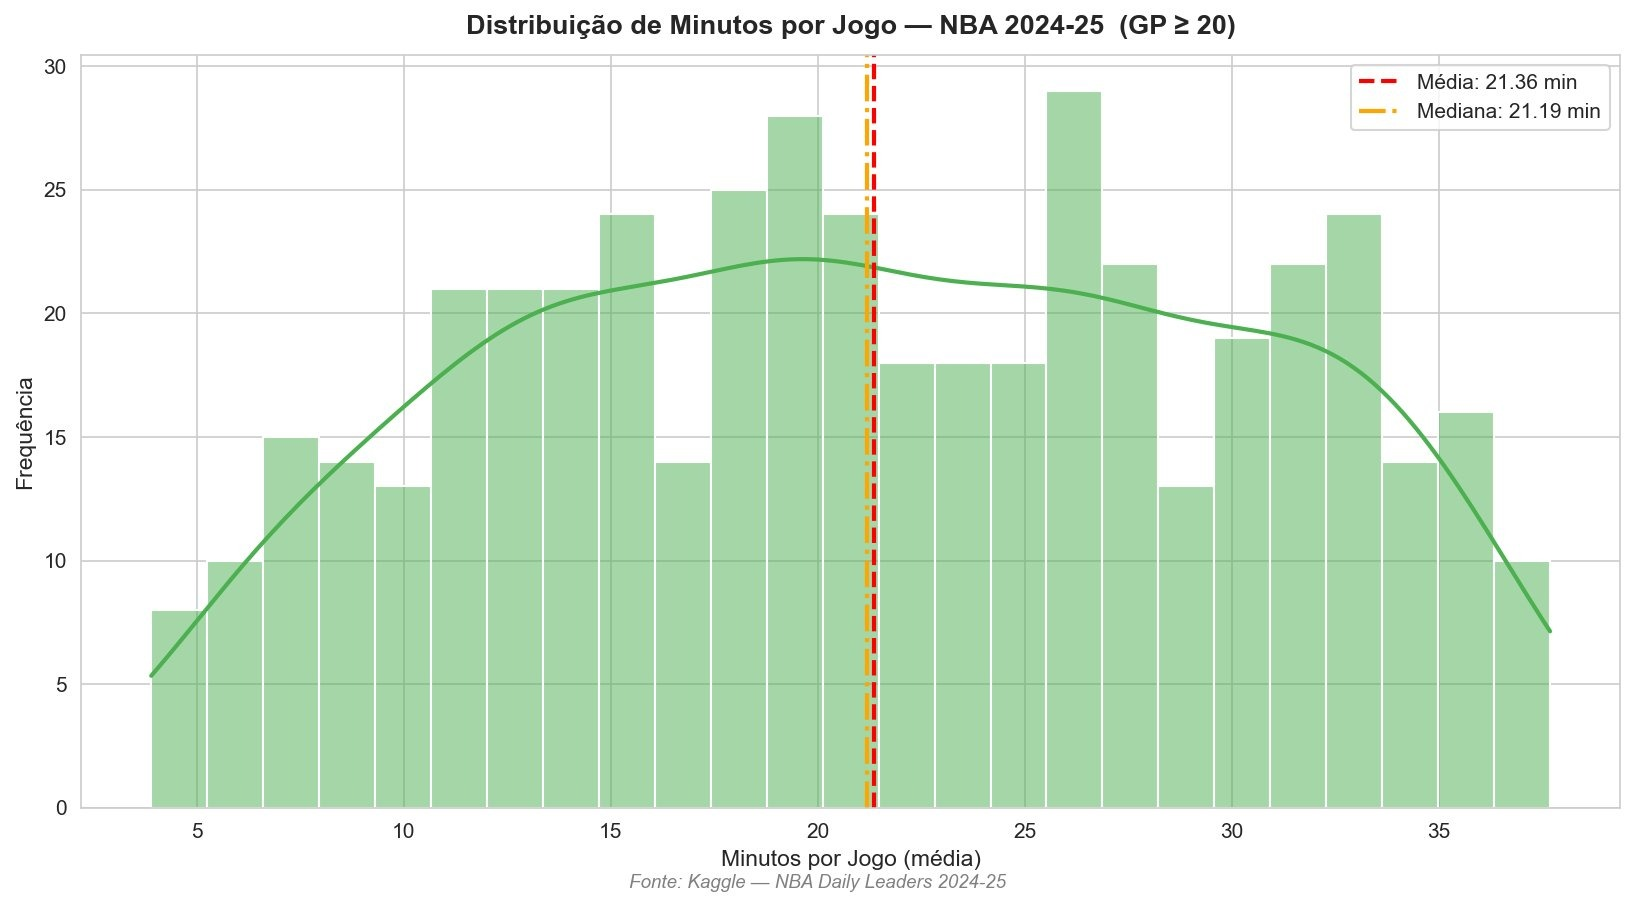 Distribuição de Minutos por Jogo — NBA 2024-25 (GP ≥ 20)
Média: 21.36 min
Mediana: 21.19 min
Frequência
30
25
20
15
10
5
0
5 10 15 20 25 30 35
Minutos por Jogo (média)
Fonte: Kaggle — NBA Daily Leaders 2024-25